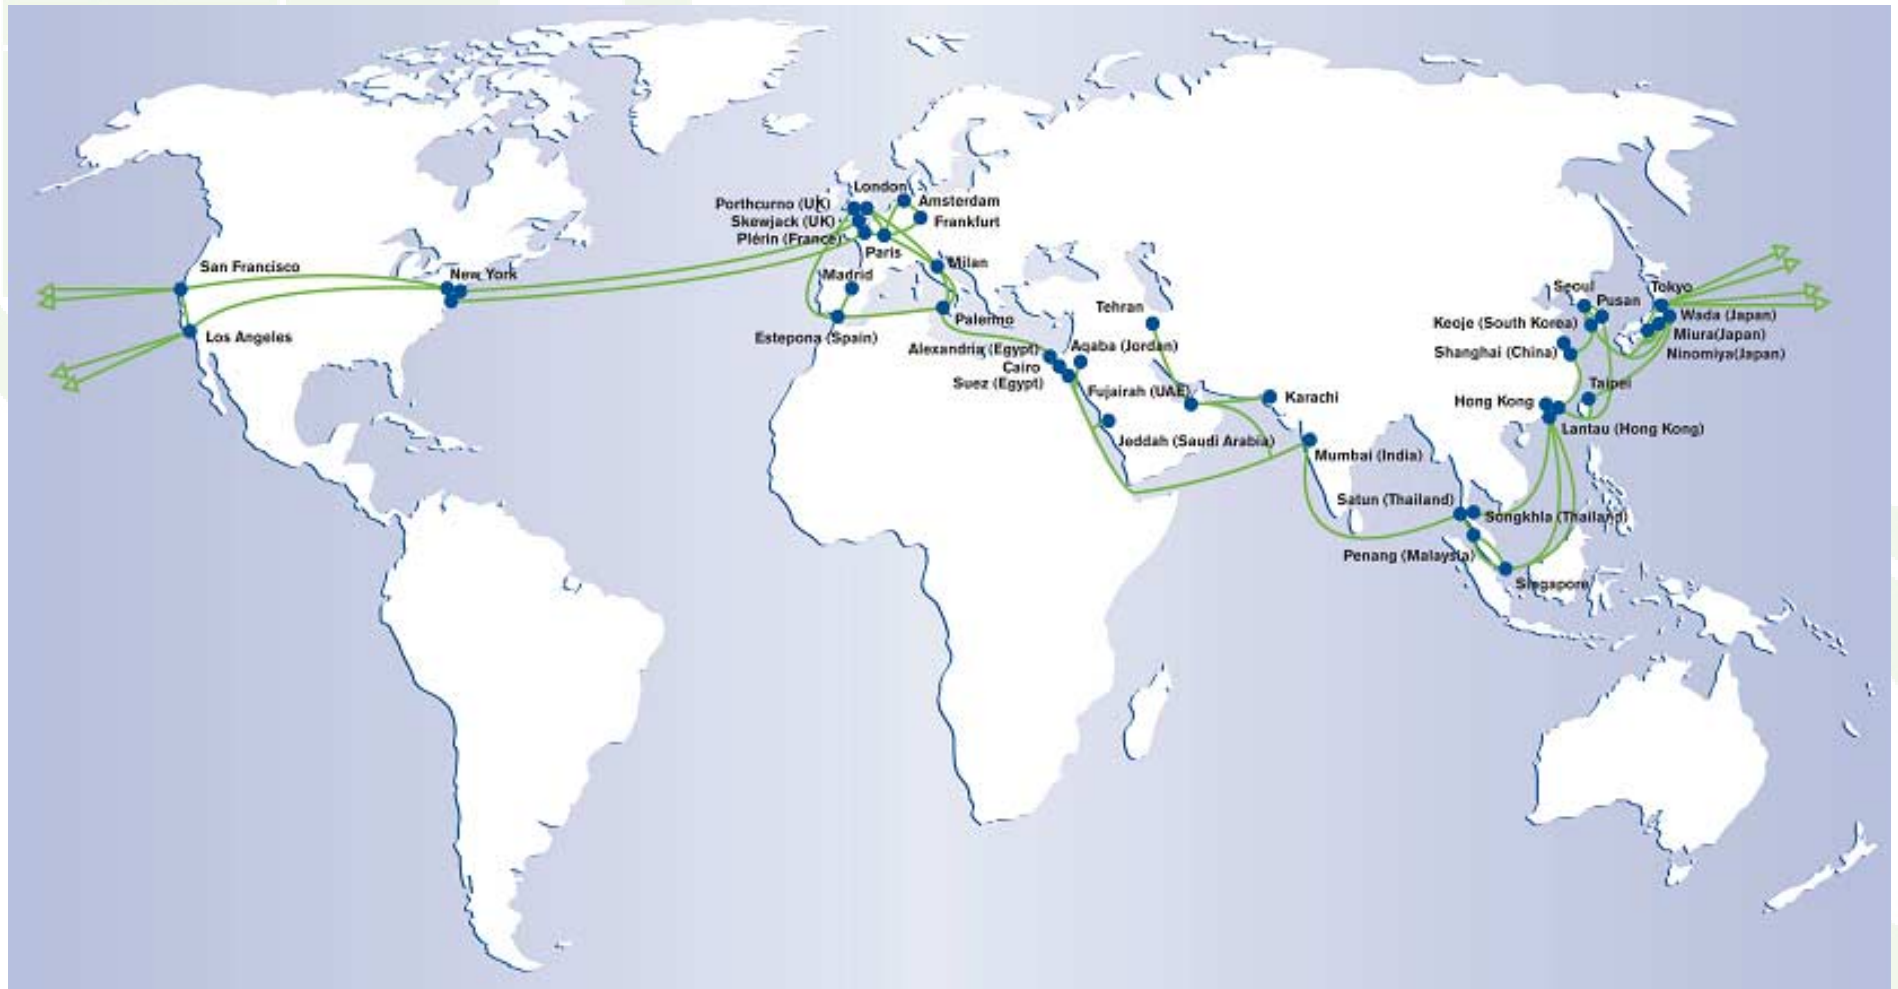 London
Amsterdam
Porthcurno (UK)
Skewjack (UK)
Frankfurt
Plérin (France)
Paris
Milan
San Francisco
New York
Madrid
Los Angeles
Estepona (Spain)
Palermo
Tehran
Alexandria (Egypt)
Aqaba (Jordan)
Cairo
Suez (Egypt)
Fujairah (UAE)
Karachi
Jeddah (Saudi Arabia)
Mumbai (India)
Seoul
Pusan
Tokyo
Keoje (South Korea)
Wada (Japan)
Miura(Japan)
Shanghai (China)
Ninomiya(Japan)
Taipei
Hong Kong
Lantau (Hong Kong)
Satun (Thailand)
Songkhla (Thailand)
Penang (Malaysia)
Singapore